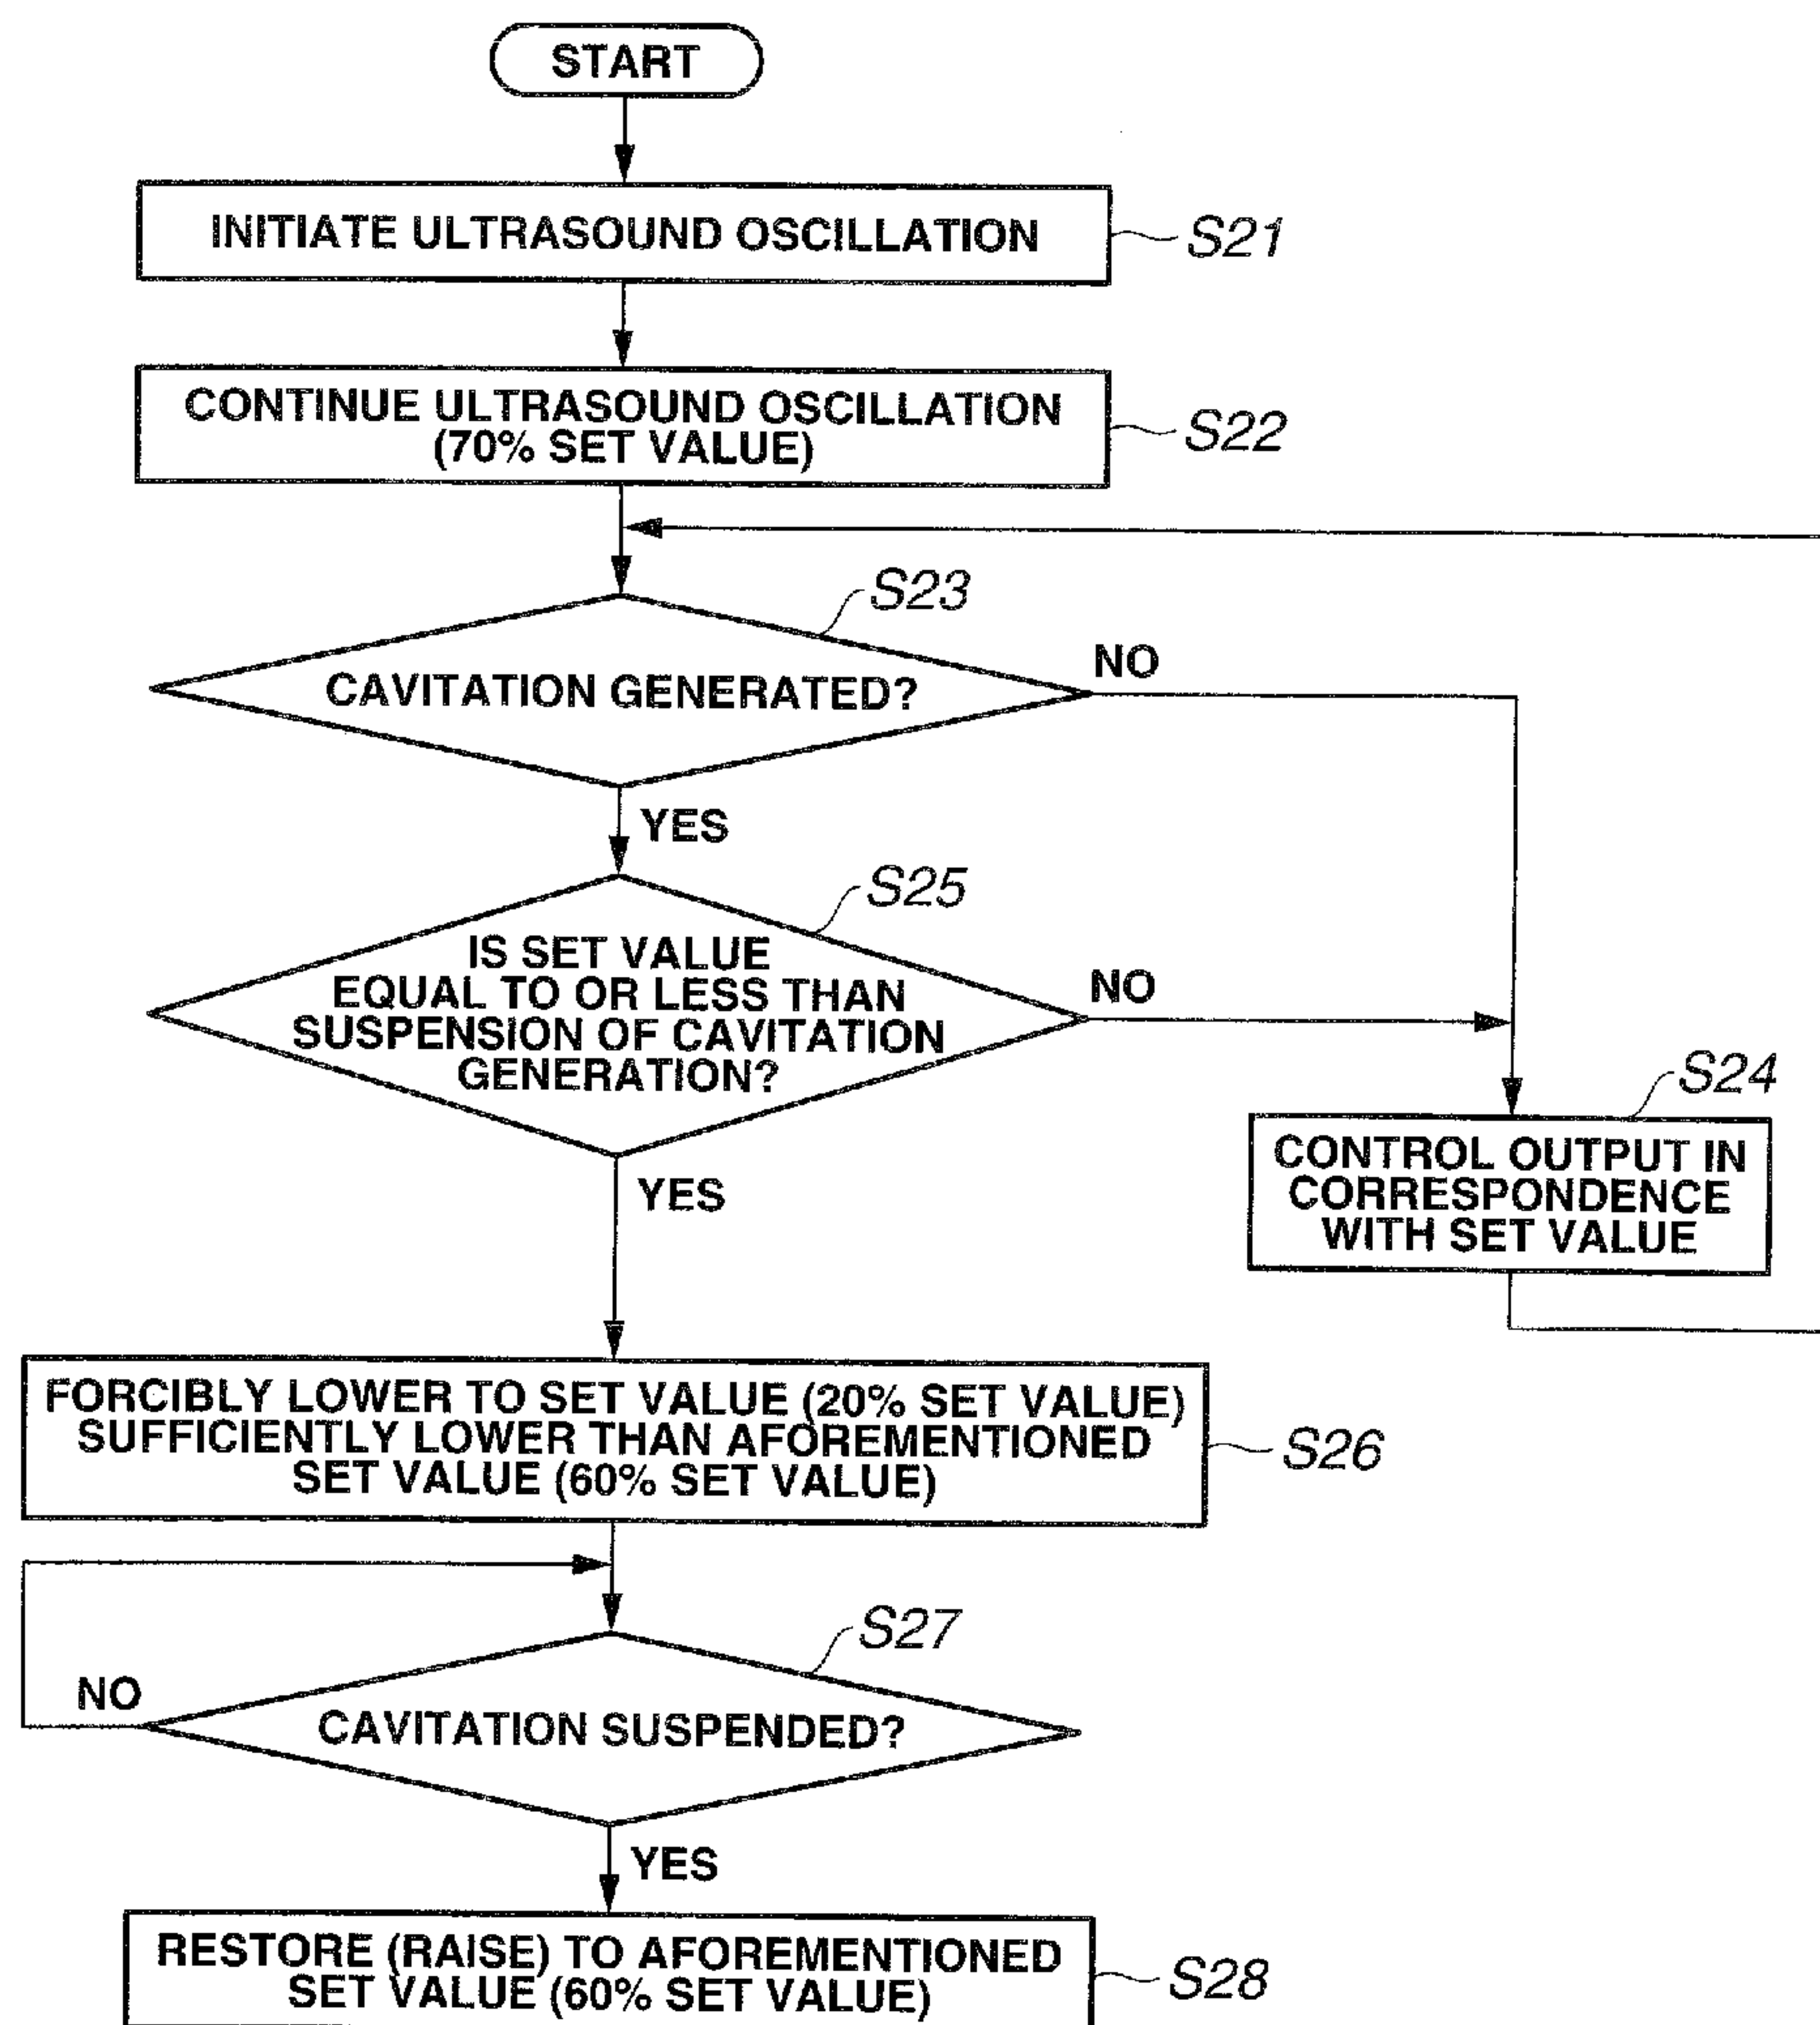 START
INITIATE ULTRASOUND OSCILLATION
S21
CONTINUE ULTRASOUND OSCILLATION
(70% SET VALUE)
S22
S23
CAVITATION GENERATED?
NO
YES
S25
IS SET VALUE
EQUAL TO OR LESS THAN
SUSPENSION OF CAVITATION
GENERATION?
NO
YES
S24
CONTROL OUTPUT IN
CORRESPONDENCE
WITH SET VALUE
FORCIBLY LOWER TO SET VALUE (20% SET VALUE)
SUFFICIENTLY LOWER THAN AFOREMENTIONED
SET VALUE (60% SET VALUE)
S26
S27
CAVITATION SUSPENDED?
NO
YES
RESTORE (RAISE) TO AFOREMENTIONED
SET VALUE (60% SET VALUE)
S28